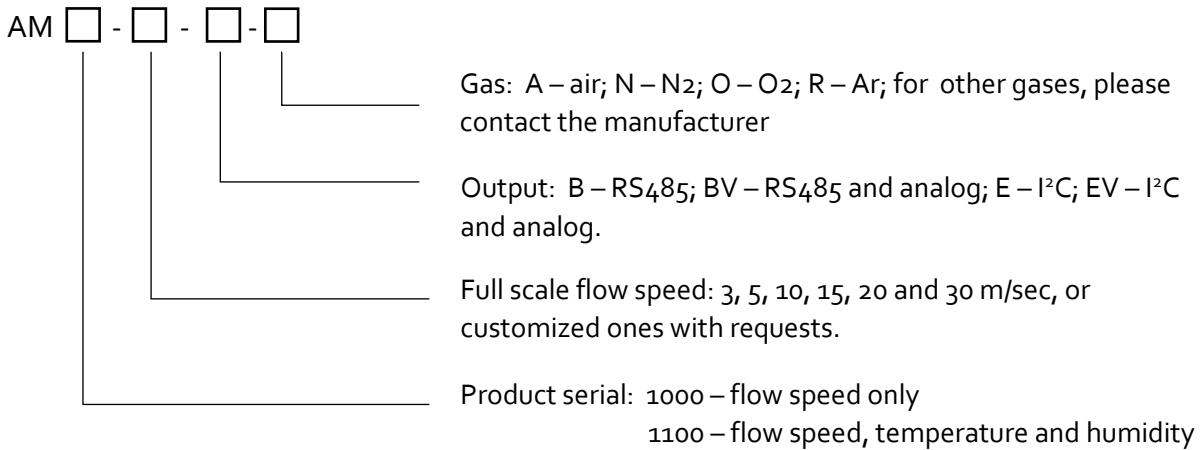 AM □ - □ - □ - □
Gas: A – air; N – N2; O – O2; R – Ar; for other gases, please
contact the manufacturer
Output: B – RS485; BV – RS485 and analog; E – I²C; EV – I²C
and analog.
Full scale flow speed: 3, 5, 10, 15, 20 and 30 m/sec, or
customized ones with requests.
Product serial: 1000 – flow speed only
1100 – flow speed, temperature and humidity